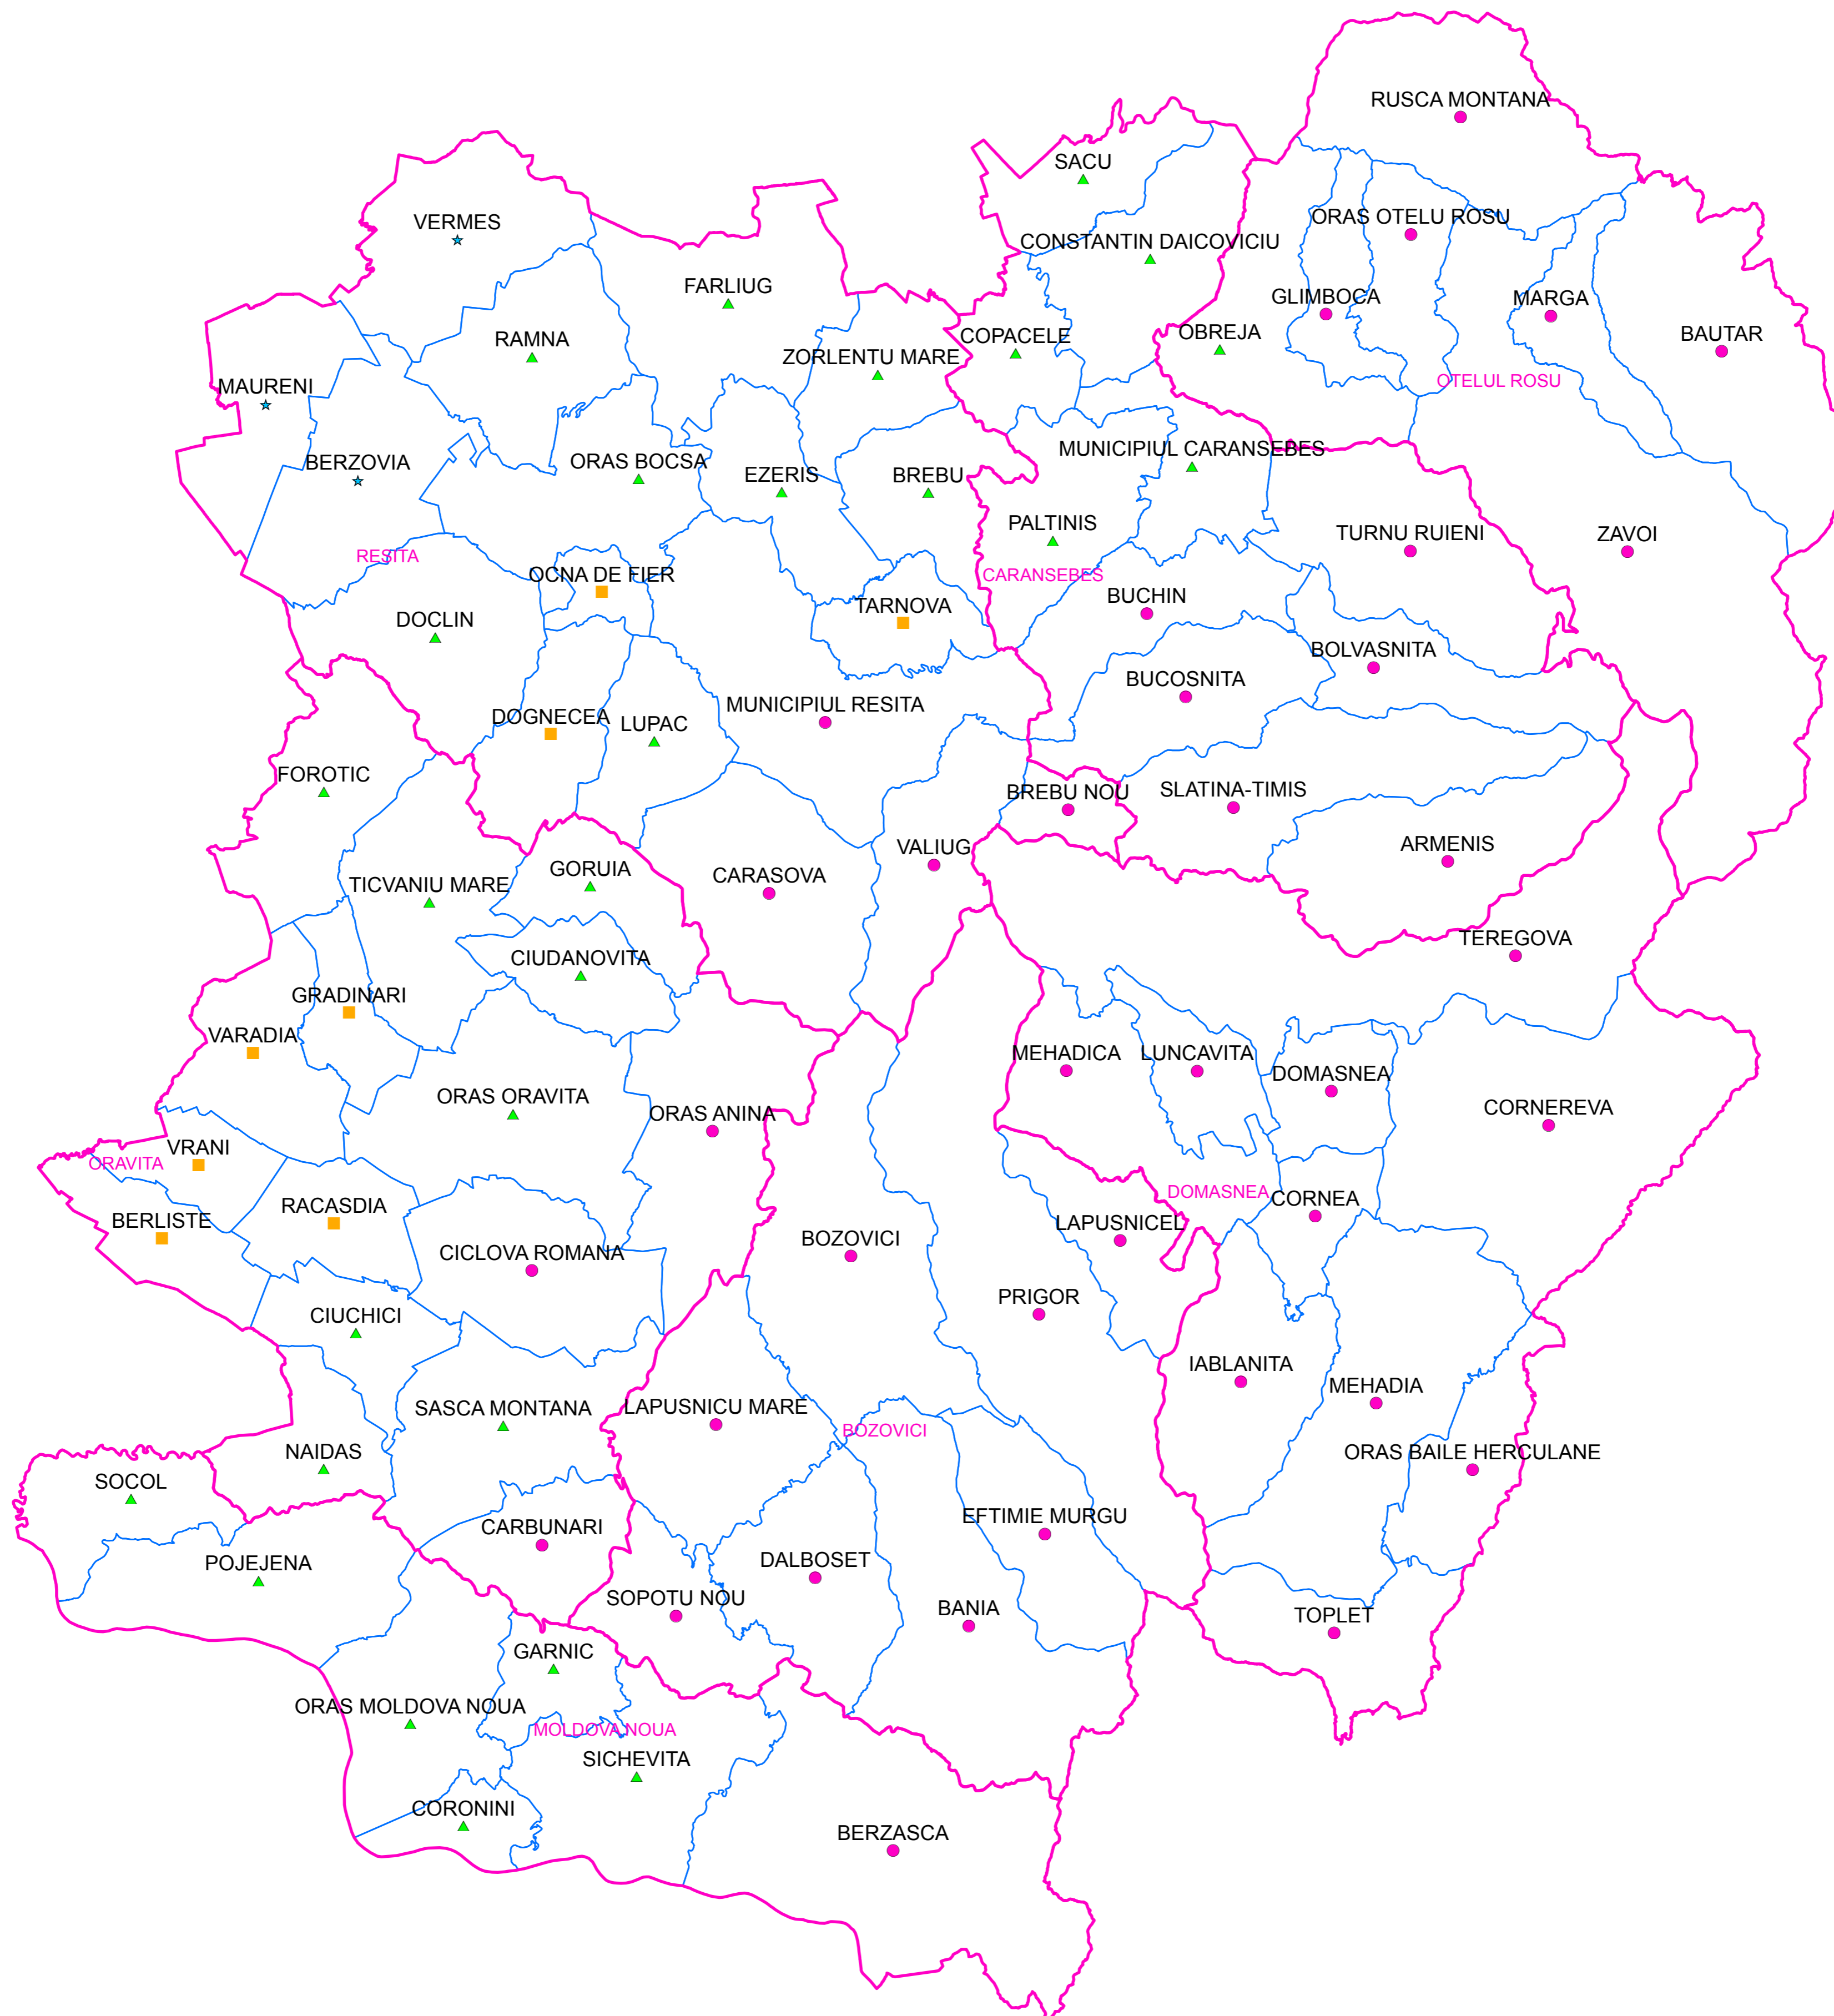 RUSCA MONTANA
SACU
VERMES
ORAS OTELU ROSU
CONSTANTIN DAICOVICIU
FARLIUG
GLIMBOCA
MARGA
RAMNA
COPACELE
OBREJA
BAUTAR
ZORLENTU MARE
OTELUL ROSU
MAURENI
BERZOVIA
ORAS BOCSA
MUNICIPIUL CARANSEBES
EZERIS
BREBU
PALTINIS
TURNU RUIENI
ZAVOI
RESITA
OCNA DE FIER
CARANSEBES
BUCHIN
TARNOVA
DOCLIN
BOLVASNITA
BUCOSNITA
MUNICIPIUL RESITA
DOGNECEA
LUPAC
FOROTIC
BREBU NOU
SLATINA-TIMIS
VALIUG
ARMENIS
GORUIA
CARASOVA
TICVANIU MARE
TEREGOVA
CIUDANOVITA
GRADINARI
VARADIA
MEHADICA
LUNCAVITA
DOMASNEA
ORAS ORAVITA
ORAS ANINA
CORNEREVA
VRANI
ORAVITA
DOMASNEA
CORNEA
RACASDIA
BERLISTE
LAPUSNICEL
BOZOVICI
CICLOVA ROMANA
PRIGOR
CIUCHICI
IABLANITA
MEHADIA
SASCA MONTANA
LAPUSNICU MARE
BOZOVICI
NAIDAS
ORAS BAILE HERCULANE
SOCOL
EFTIMIE MURGU
CARBUNARI
POJEJENA
DALBOSET
SOPOTU NOU
BANIA
TOPLET
GARNIC
ORAS MOLDOVA NOUA
MOLDOVA NOUA
SICHEVITA
CORONINI
BERZASCA